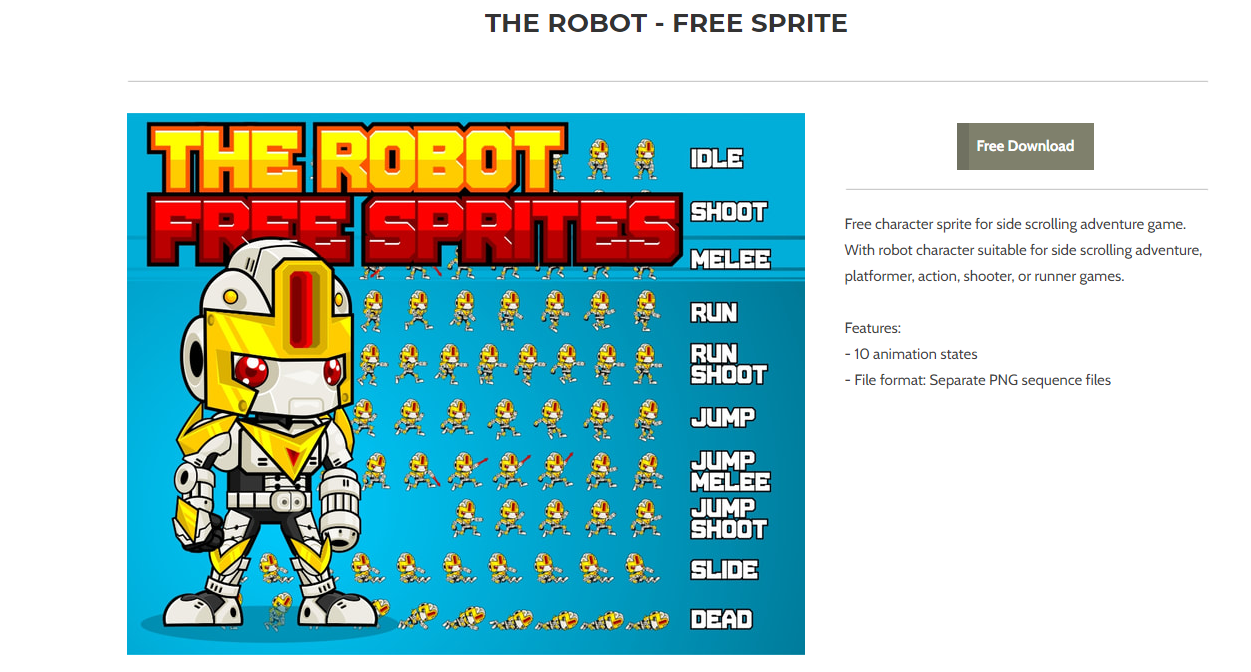 THE ROBOT - FREE SPRITE
THE ROBOT
FREE SPRITES
IDLE
SHOOT
MELEE
RUN
RUN
SHOOT
JUMP
JUMP
MELEE
JUMP
SHOOT
SLIDE
DEAD
Free Download
Free character sprite for side scrolling adventure game.
With robot character suitable for side scrolling adventure,
platformer, action, shooter, or runner games.
Features:
- 10 animation states
- File format: Separate PNG sequence files